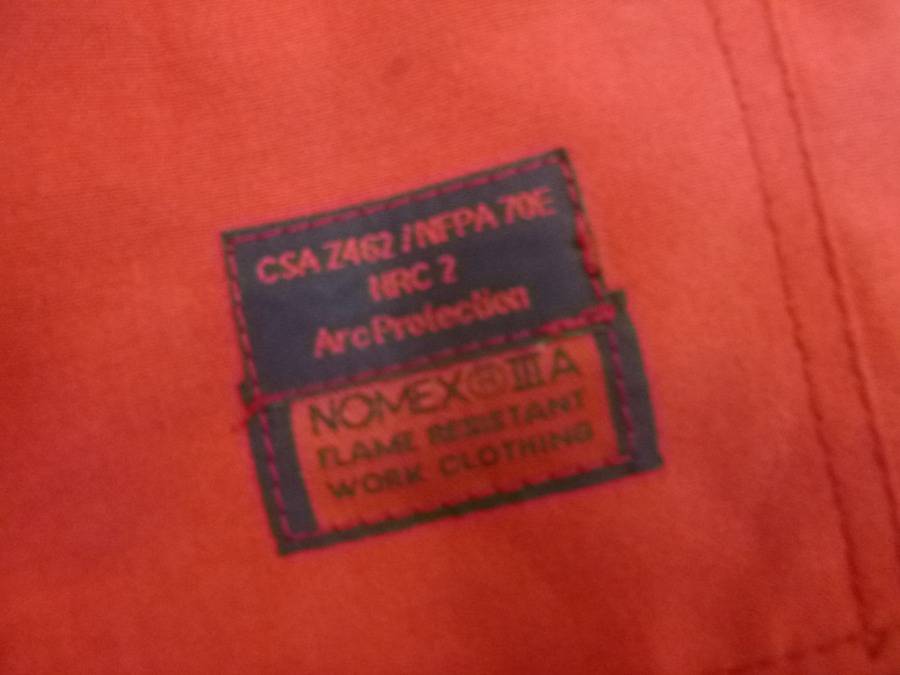 CSA Z462 / NFPA 70E
HRC 2
Arc Protection
NOMEX® III A
FLAME RESISTANT
WORK CLOTHING